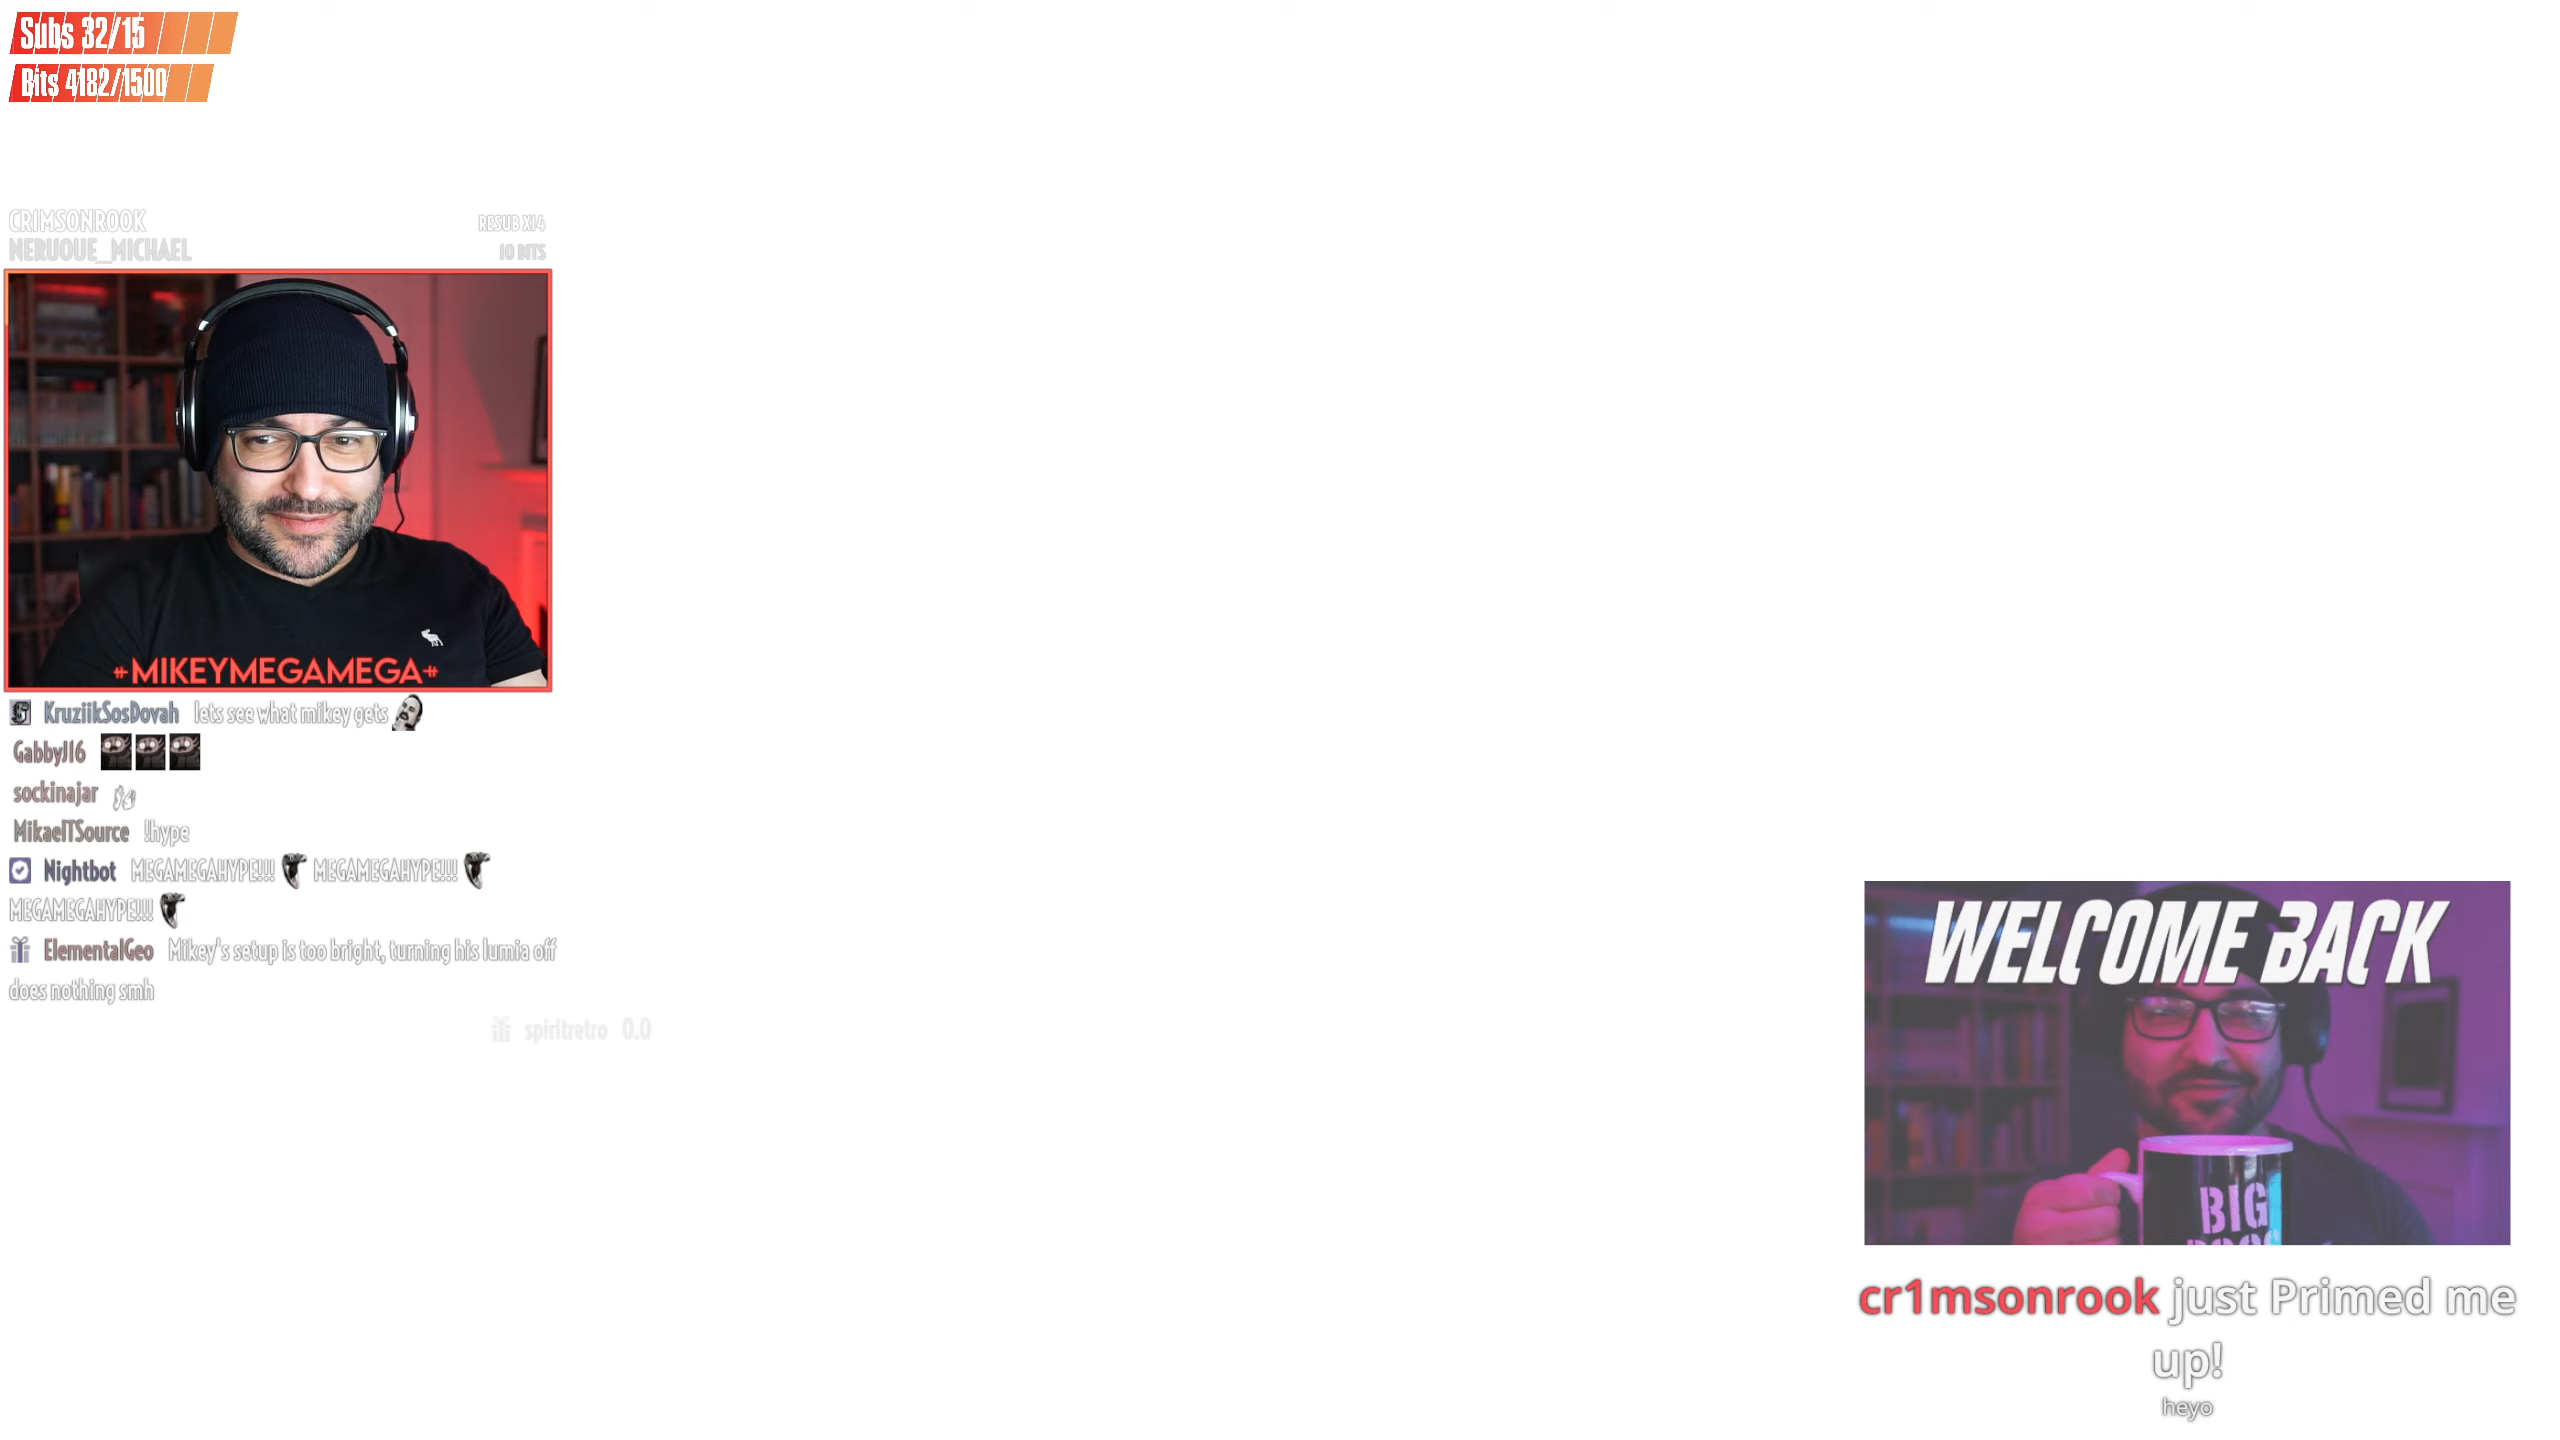 Subs 32/15
Bits 4182/1500
CR1MSONROOK RESUB X14
NERUOUE_MICHAEL 10 BITS
+MIKEYMEGAMEGA+
KruziikSosDovah lets see what mikey gets
GabbyJ16
sockinajar
MikaelTSource !hype
Nightbot MEGAMEGAHYPE!!! MEGAMEGAHYPE!!!
MEGAMEGAHYPE!!!
ElementalGeo Mikey's setup is too bright, turning his lumia off
does nothing smh
spiritretro 0.0
WELCOME BACK
BIG
cr1msonrook just Primed me
up!
heyo